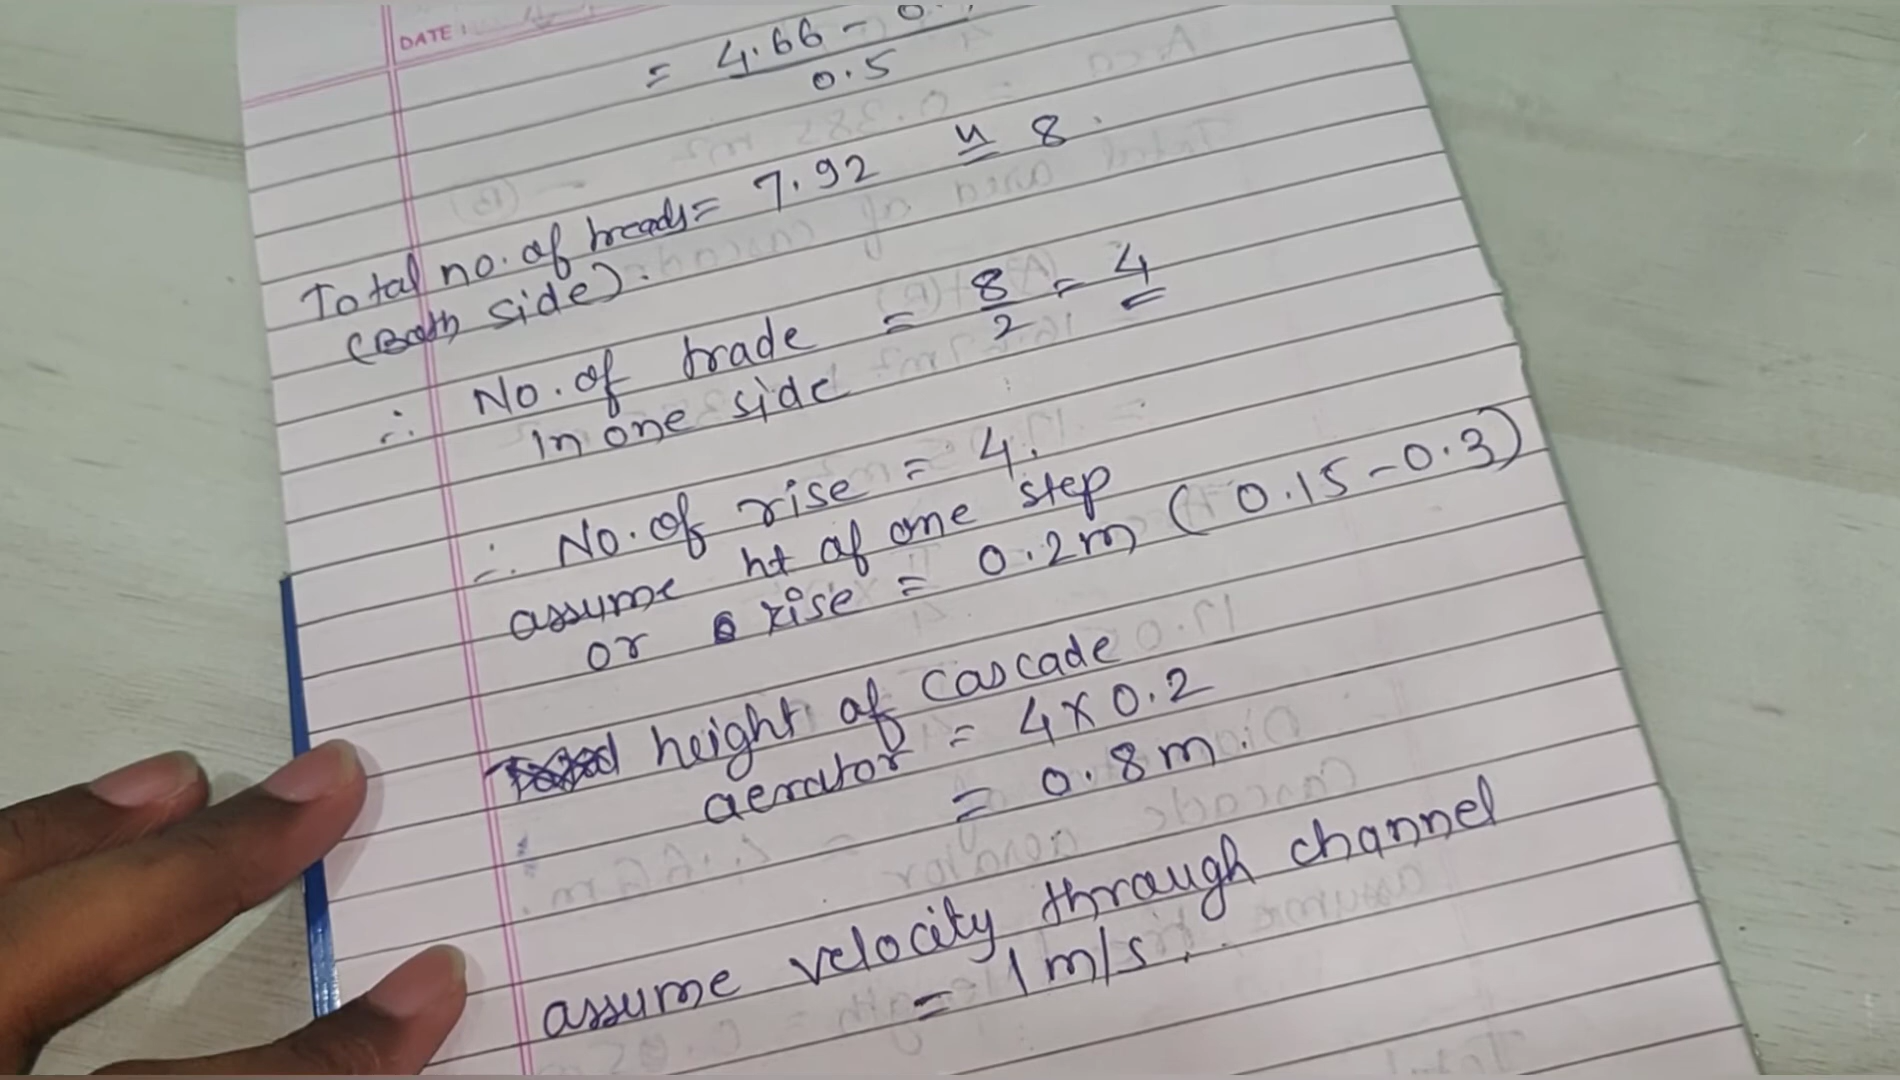 DATE :
= 4.66 -
0.5
Total no. of treads = 7.92 ≈ 8.
(Both side).
∴ No. of trade = 8/2 = 4
in one side
∴ No. of rise = 4.
assume ht of one step
or rise = 0.2m (0.15-0.3)
height of cascade
aerator = 4 x 0.2
= 0.8m.
assume velocity through channel
= 1 m/s.